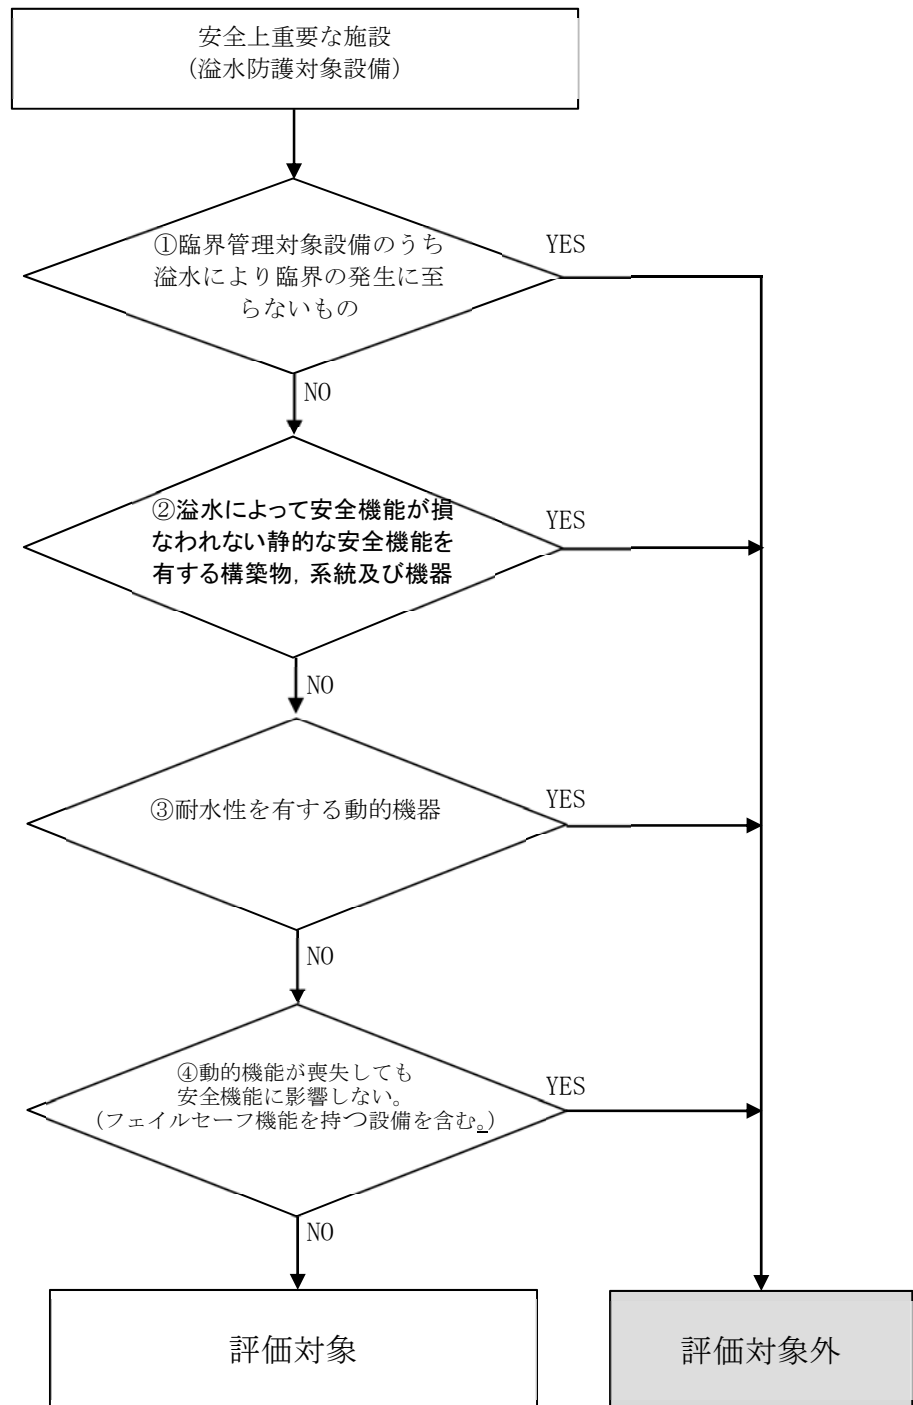 安全上重要な施設
(溢水防護対象設備)
①臨界管理対象設備のうち
溢水により臨界の発生に至
らないもの
YES
NO
②溢水によって安全機能が損
なわれない静的な安全機能を
有する構築物，系統及び機器
YES
NO
③耐水性を有する動的機器
YES
NO
④動的機能が喪失しても
安全機能に影響しない。
(フェイルセーフ機能を持つ設備を含む。)
YES
NO
評価対象
評価対象外